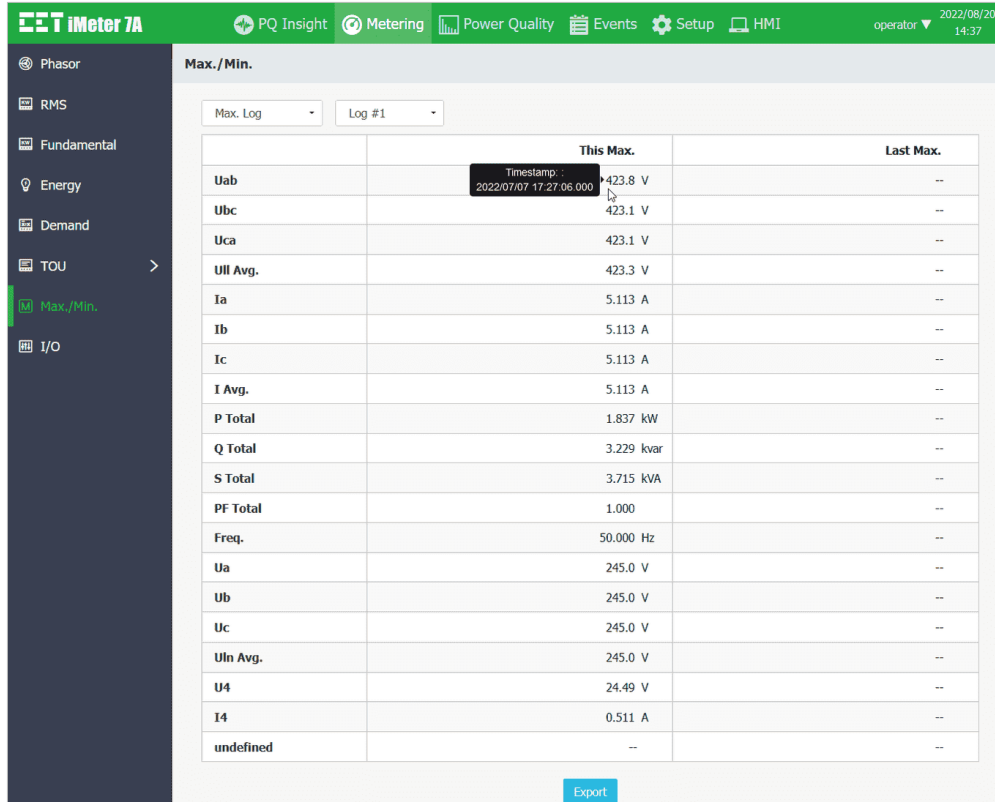 CET iMeter 7A PQ Insight Metering Power Quality Events Setup HMI operator ▼ 2022/08/20
14:37
Phasor
RMS
Fundamental
Energy
Demand
TOU
Max./Min.
I/O
Max./Min.
Max. Log Log #1
This Max. Last Max.
Uab 423.8 V --
Timestamp: :
2022/07/07 17:27:06.000
Ubc 423.1 V --
Uca 423.1 V --
Ull Avg. 423.3 V --
Ia 5.113 A --
Ib 5.113 A --
Ic 5.113 A --
I Avg. 5.113 A --
P Total 1.837 kW --
Q Total 3.229 kvar --
S Total 3.715 kVA --
PF Total 1.000 --
Freq. 50.000 Hz --
Ua 245.0 V --
Ub 245.0 V --
Uc 245.0 V --
Uln Avg. 245.0 V --
U4 24.49 V --
I4 0.511 A --
undefined -- --
Export